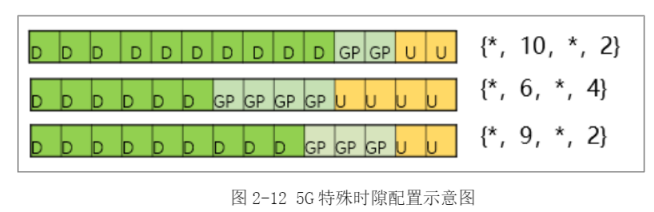 D D D D D D D D D D GP GP U U {*, 10, *, 2}
D D D D D D GP GP GP GP U U U U {*, 6, *, 4}
D D D D D D D D D GP GP GP U U {*, 9, *, 2}
图 2-12 5G 特殊时隙配置示意图